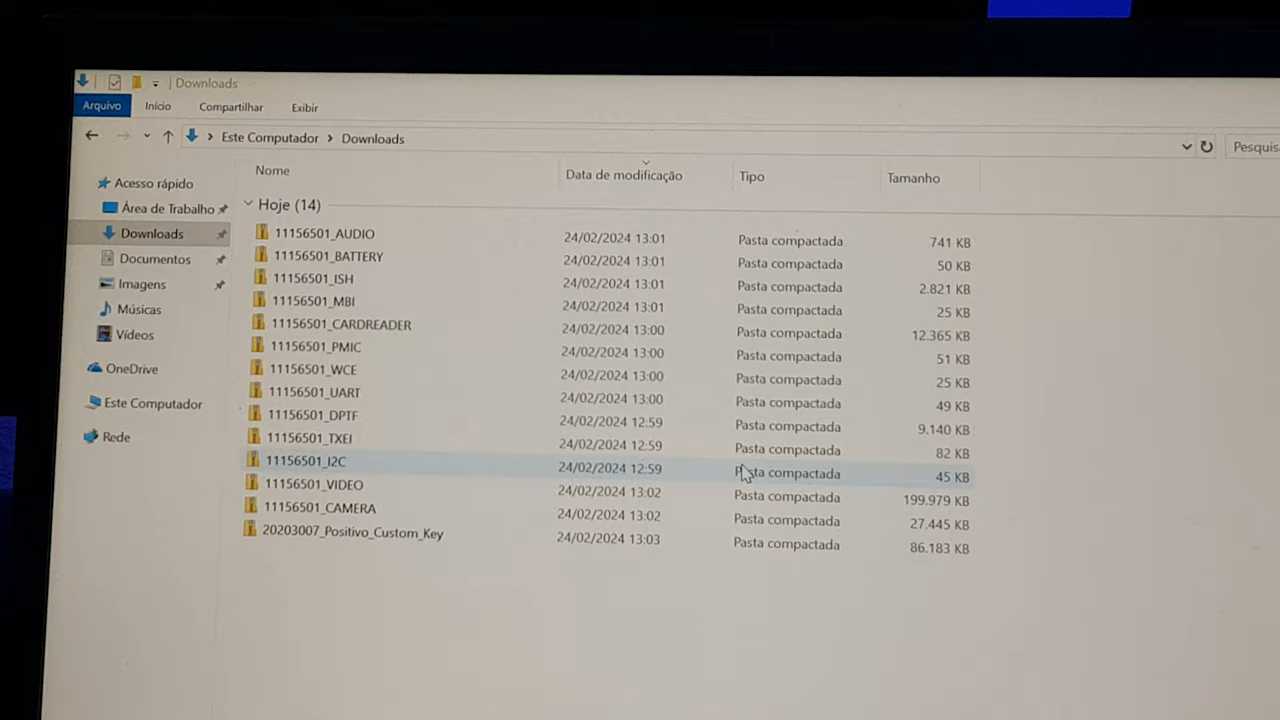 Downloads
Arquivo Início Compartilhar Exibir
Este Computador Downloads Pesquis
Nome Data de modificação Tipo Tamanho
Acesso rápido
Área de Trabalho
Downloads
Documentos
Imagens
Músicas
Vídeos
OneDrive
Este Computador
Rede
Hoje (14)
11156501_AUDIO 24/02/2024 13:01 Pasta compactada 741 KB
11156501_BATTERY 24/02/2024 13:01 Pasta compactada 50 KB
11156501_ISH 24/02/2024 13:01 Pasta compactada 2.821 KB
11156501_MBI 24/02/2024 13:01 Pasta compactada 25 KB
11156501_CARDREADER 24/02/2024 13:00 Pasta compactada 12.365 KB
11156501_PMIC 24/02/2024 13:00 Pasta compactada 51 KB
11156501_WCE 24/02/2024 13:00 Pasta compactada 25 KB
11156501_UART 24/02/2024 13:00 Pasta compactada 49 KB
11156501_DPTF 24/02/2024 12:59 Pasta compactada 9.140 KB
11156501_TXEI 24/02/2024 12:59 Pasta compactada 82 KB
11156501_I2C 24/02/2024 12:59 Pasta compactada 45 KB
11156501_VIDEO 24/02/2024 13:02 Pasta compactada 199.979 KB
11156501_CAMERA 24/02/2024 13:02 Pasta compactada 27.445 KB
20203007_Positivo_Custom_Key 24/02/2024 13:03 Pasta compactada 86.183 KB